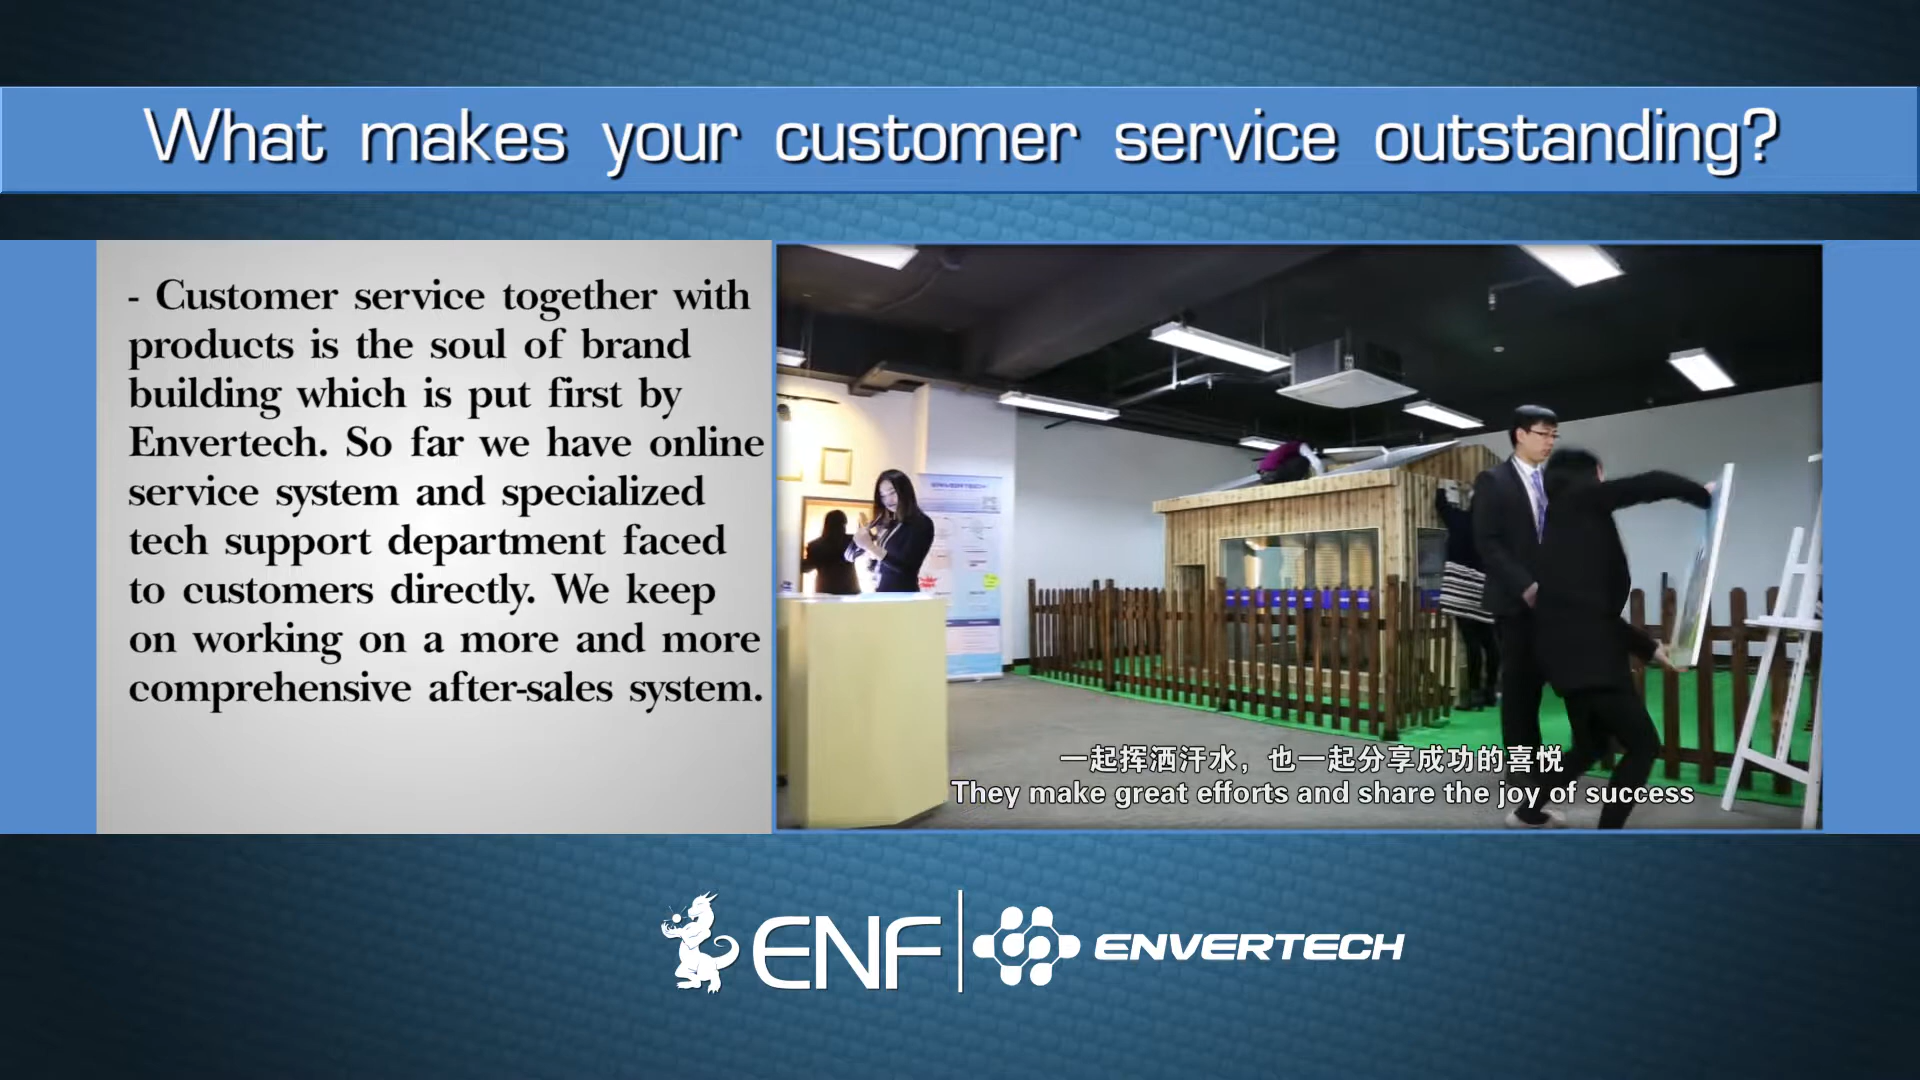 What makes your customer service outstanding?
- Customer service together with
products is the soul of brand
building which is put first by
Envertech. So far we have online
service system and specialized
tech support department faced
to customers directly. We keep
on working on a more and more
comprehensive after-sales system.
ENVERTECH
一起挥洒汗水，也一起分享成功的喜悦
They make great efforts and share the joy of success
ENF
ENVERTECH